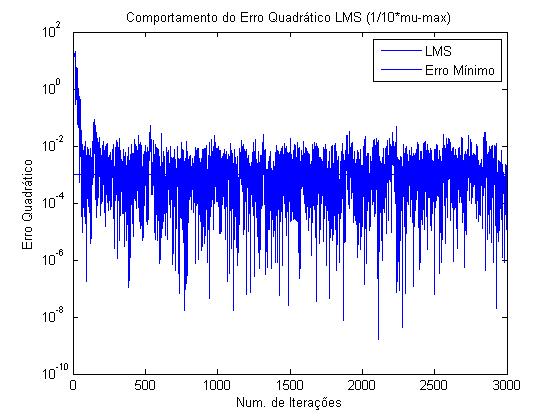 Comportamento do Erro Quadrático LMS (1/10*mu-max)
10^2
LMS
Erro Mínimo
10^0
10^-2
10^-4
10^-6
10^-8
10^-10
Erro Quadrático
0 500 1000 1500 2000 2500 3000
Num. de Iterações